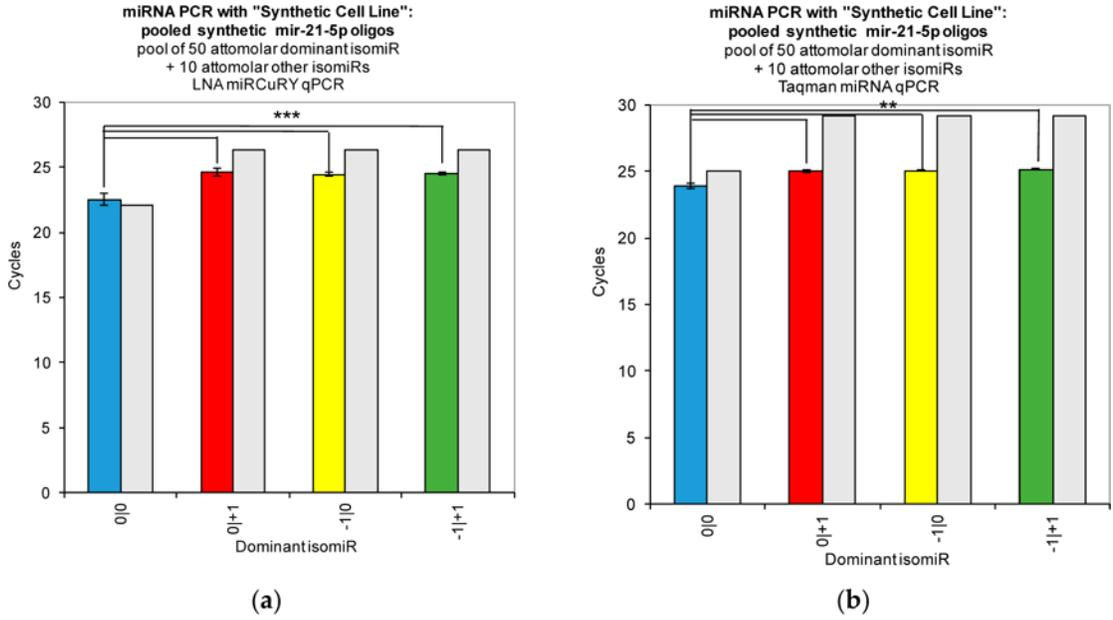 miRNA PCR with "Synthetic Cell Line":
pooled synthetic mir-21-5p oligos
pool of 50 attomolar dominant isomiR
+ 10 attomolar other isomiRs
LNA miRCuRY qPCR
30
25
20
15
10
5
0
Cycles
***
0|0
0|+1
-1|0
-1|+1
Dominant isomiR
(a)
miRNA PCR with "Synthetic Cell Line":
pooled synthetic mir-21-5p oligos
pool of 50 attomolar dominant isomiR
+ 10 attomolar other isomiRs
Taqman miRNA qPCR
30
25
20
15
10
5
0
Cycles
**
0|0
0|+1
-1|0
-1|+1
Dominant isomiR
(b)